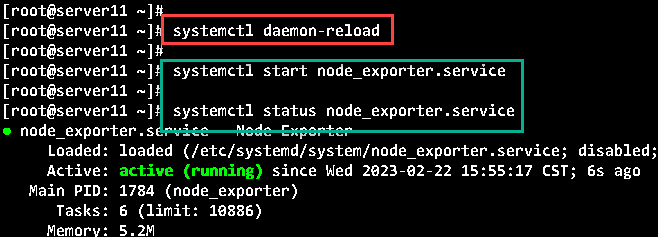 [root@server11 ~]#
[root@server11 ~]# systemctl daemon-reload
[root@server11 ~]#
[root@server11 ~]# systemctl start node_exporter.service
[root@server11 ~]#
[root@server11 ~]# systemctl status node_exporter.service
● node_exporter.service - Node Exporter
Loaded: loaded (/etc/systemd/system/node_exporter.service; disabled;
Active: active (running) since Wed 2023-02-22 15:55:17 CST; 6s ago
Main PID: 1784 (node_exporter)
Tasks: 6 (limit: 10886)
Memory: 5.2M